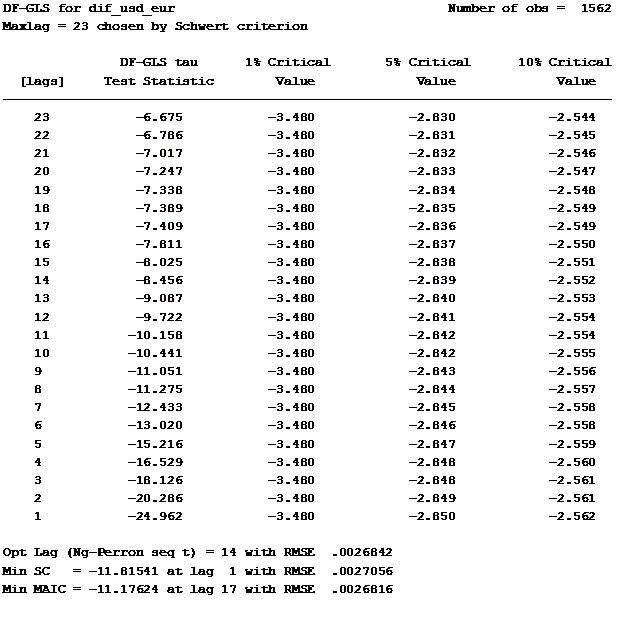 DF-GLS for dif_usd_eur Number of obs = 1562
Maxlag = 23 chosen by Schwert criterion
DF-GLS tau 1% Critical 5% Critical 10% Critical
[lags] Test Statistic Value Value Value
23 -6.675 -3.480 -2.830 -2.544
22 -6.786 -3.480 -2.831 -2.545
21 -7.017 -3.480 -2.832 -2.546
20 -7.247 -3.480 -2.833 -2.547
19 -7.338 -3.480 -2.834 -2.548
18 -7.389 -3.480 -2.835 -2.549
17 -7.409 -3.480 -2.836 -2.549
16 -7.811 -3.480 -2.837 -2.550
15 -8.025 -3.480 -2.838 -2.551
14 -8.456 -3.480 -2.839 -2.552
13 -9.087 -3.480 -2.840 -2.553
12 -9.722 -3.480 -2.841 -2.554
11 -10.158 -3.480 -2.842 -2.554
10 -10.441 -3.480 -2.842 -2.555
9 -11.051 -3.480 -2.843 -2.556
8 -11.275 -3.480 -2.844 -2.557
7 -12.433 -3.480 -2.845 -2.558
6 -13.020 -3.480 -2.846 -2.558
5 -15.216 -3.480 -2.847 -2.559
4 -16.529 -3.480 -2.848 -2.560
3 -18.126 -3.480 -2.848 -2.561
2 -20.286 -3.480 -2.849 -2.561
1 -24.962 -3.480 -2.850 -2.562
Opt Lag (Ng-Perron seq t) = 14 with RMSE .0026842
Min SC = -11.81541 at lag 1 with RMSE .0027056
Min MAIC = -11.17624 at lag 17 with RMSE .0026816